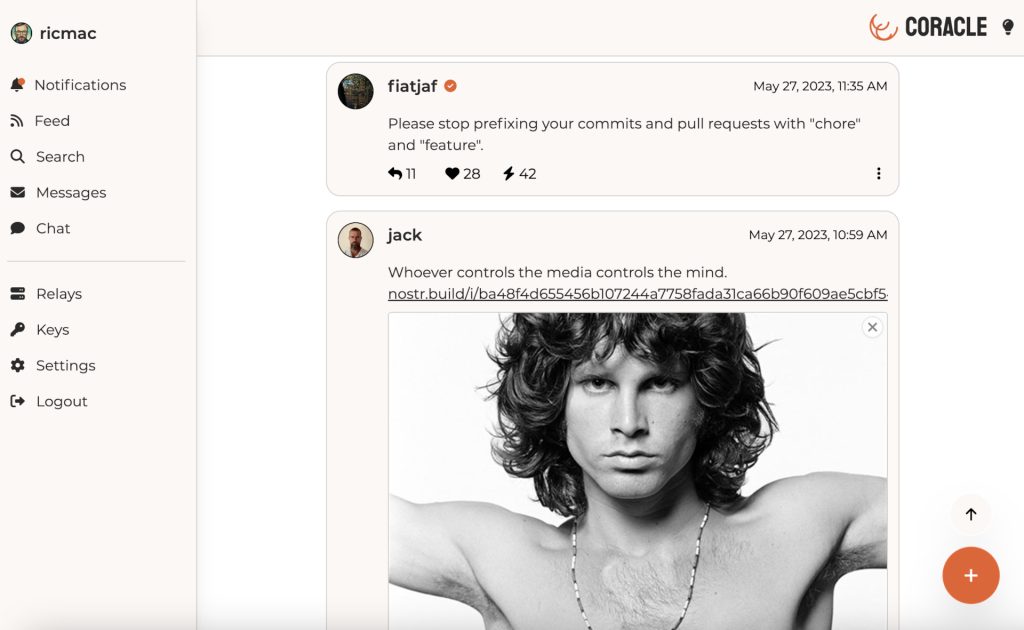 ricmac
Notifications
Feed
Search
Messages
Chat
Relays
Keys
Settings
Logout
CORACLE
fiatjaf
May 27, 2023, 11:35 AM
Please stop prefixing your commits and pull requests with "chore"
and "feature".
11 28 42
jack
May 27, 2023, 10:59 AM
Whoever controls the media controls the mind.
nostr.build/i/ba48f4d655456b107244a7758fada31ca66b90f609ae5cbf5